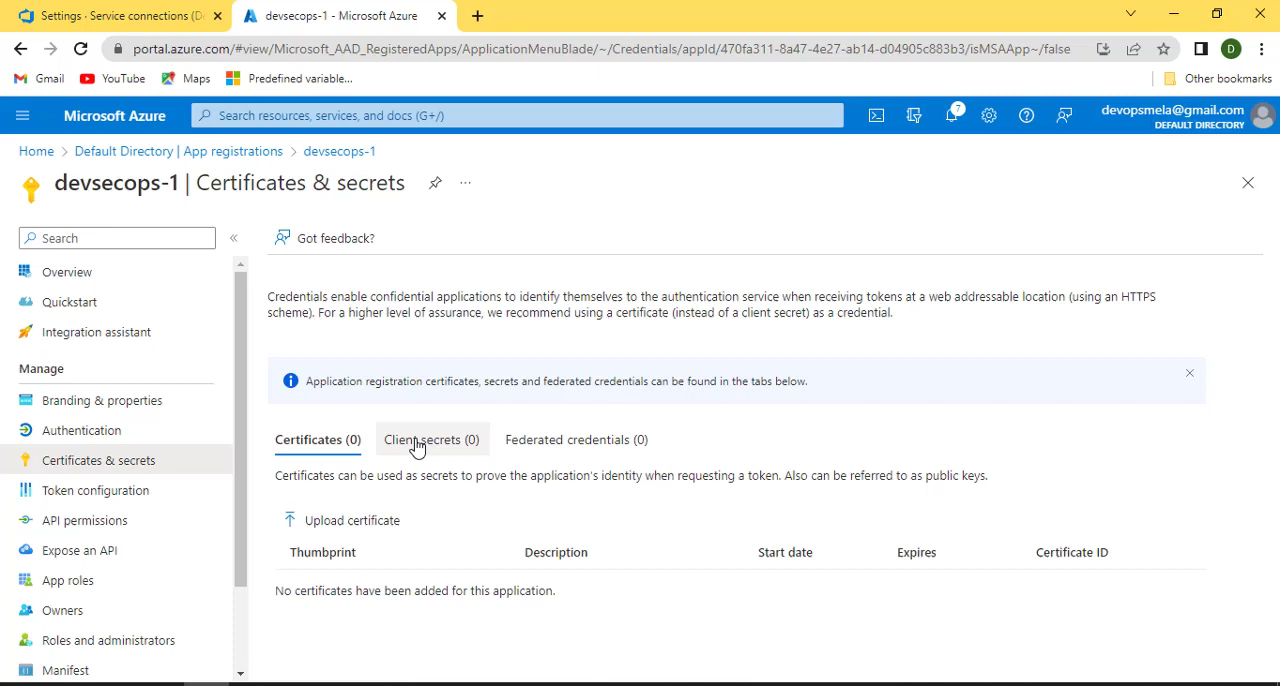 Settings · Service connections (De
devsecops-1 - Microsoft Azure
portal.azure.com/#view/Microsoft_AAD_RegisteredApps/ApplicationMenuBlade/~/Credentials/appId/470fa311-8a47-4e27-ab14-d04905c883b3/isMSAApp~/false
D
Gmail
YouTube
Maps
Predefined variable...
Other bookmarks
Microsoft Azure
Search resources, services, and docs (G+/)
7
devopsmela@gmail.com
DEFAULT DIRECTORY
Home > Default Directory | App registrations > devsecops-1
devsecops-1 | Certificates & secrets
Search
Got feedback?
Overview
Quickstart
Integration assistant
Manage
Branding & properties
Authentication
Certificates & secrets
Token configuration
API permissions
Expose an API
App roles
Owners
Roles and administrators
Manifest
Credentials enable confidential applications to identify themselves to the authentication service when receiving tokens at a web addressable location (using an HTTPS
scheme). For a higher level of assurance, we recommend using a certificate (instead of a client secret) as a credential.
Application registration certificates, secrets and federated credentials can be found in the tabs below.
Certificates (0)
Client secrets (0)
Federated credentials (0)
Certificates can be used as secrets to prove the application's identity when requesting a token. Also can be referred to as public keys.
Upload certificate
Thumbprint
Description
Start date
Expires
Certificate ID
No certificates have been added for this application.